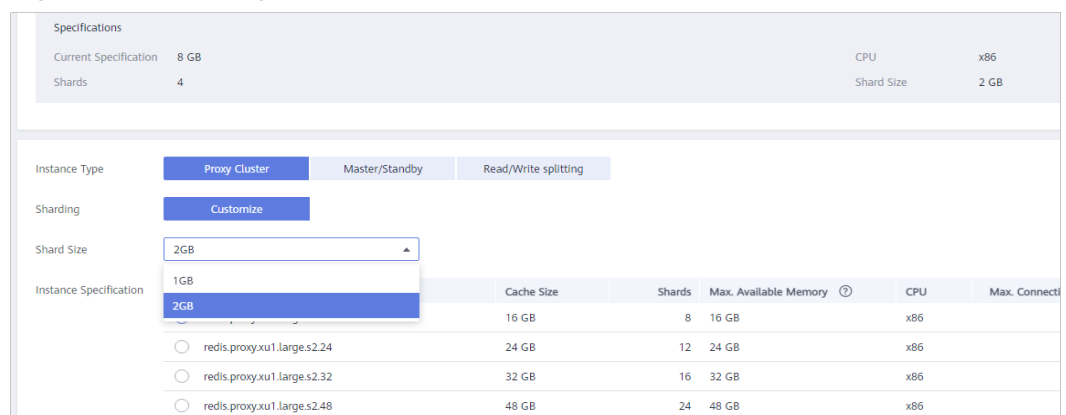 Specifications
Current Specification 8 GB CPU x86
Shards 4 Shard Size 2 GB
Instance Type Proxy Cluster Master/Standby Read/Write splitting
Sharding Customize
Shard Size 2GB
1GB
2GB
Instance Specification Cache Size Shards Max. Available Memory ? CPU Max.
16 GB 8 16 GB x86
redis.proxy.xu1.large.s2.24 24 GB 12 24 GB x86
redis.proxy.xu1.large.s2.32 32 GB 16 32 GB x86
redis.proxy.xu1.large.s2.48 48 GB 24 48 GB x86